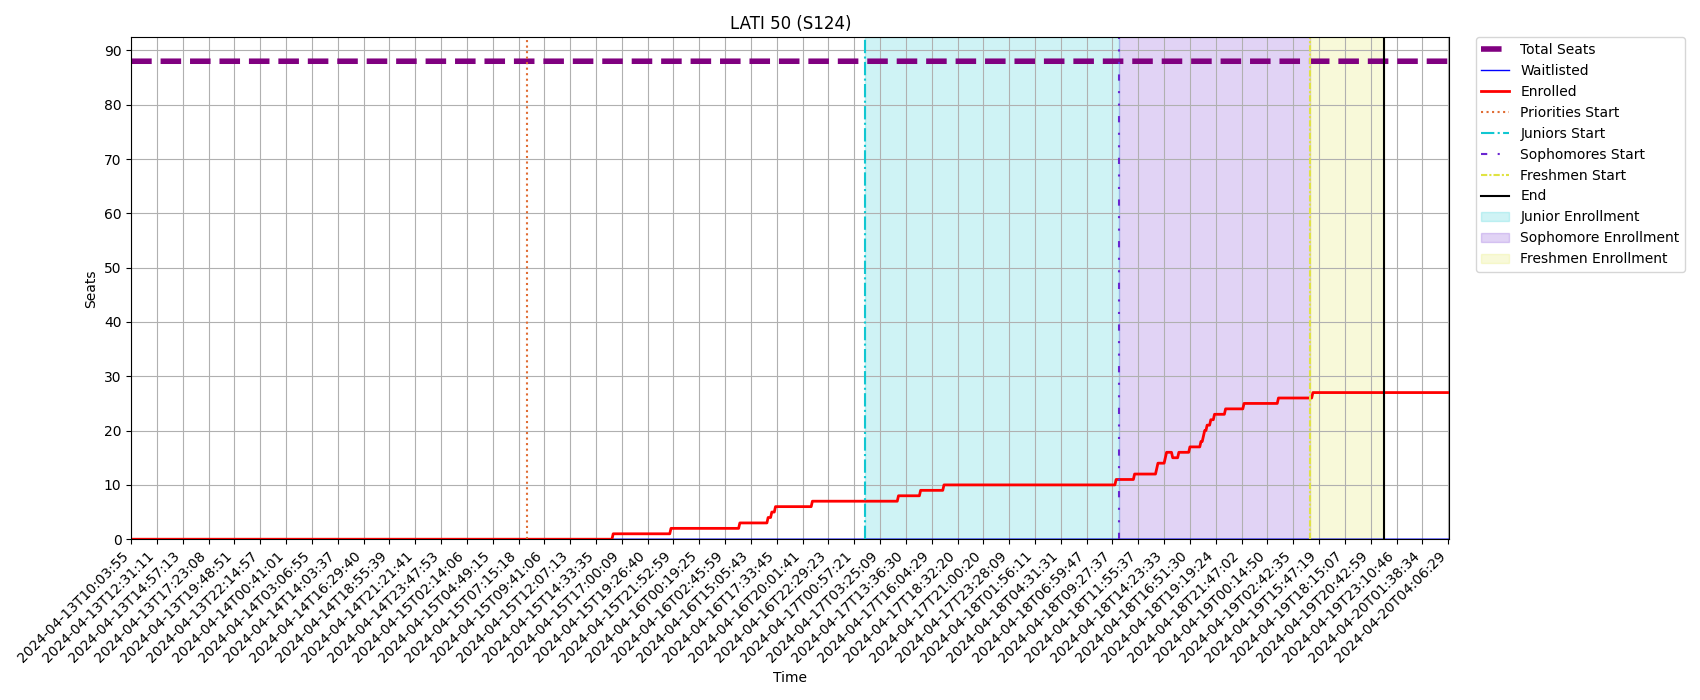 LATI 50 (S124)
90
80
70
60
50
40
30
20
10
0
Seats
2024-04-13T10:03:55
2024-04-13T12:31:11
2024-04-13T14:57:13
2024-04-13T17:23:08
2024-04-13T19:48:51
2024-04-13T22:14:57
2024-04-14T00:41:01
2024-04-14T03:06:55
2024-04-14T14:03:37
2024-04-14T16:29:40
2024-04-14T18:55:39
2024-04-14T21:21:41
2024-04-14T23:47:53
2024-04-15T02:14:06
2024-04-15T04:49:15
2024-04-15T07:15:18
2024-04-15T09:41:06
2024-04-15T12:07:13
2024-04-15T14:33:35
2024-04-15T17:00:09
2024-04-15T19:26:40
2024-04-15T21:52:59
2024-04-16T00:19:25
2024-04-16T02:45:59
2024-04-16T15:05:43
2024-04-16T17:33:45
2024-04-16T20:01:41
2024-04-16T22:29:23
2024-04-17T00:57:21
2024-04-17T03:25:09
2024-04-17T13:36:30
2024-04-17T16:04:29
2024-04-17T18:32:20
2024-04-17T21:00:20
2024-04-17T23:28:09
2024-04-18T01:56:11
2024-04-18T04:31:31
2024-04-18T06:59:47
2024-04-18T09:27:37
2024-04-18T11:55:37
2024-04-18T14:23:33
2024-04-18T16:51:30
2024-04-18T19:19:24
2024-04-18T21:47:02
2024-04-19T00:14:50
2024-04-19T02:42:35
2024-04-19T15:47:19
2024-04-19T18:15:07
2024-04-19T20:42:59
2024-04-19T23:10:46
2024-04-20T01:38:34
2024-04-20T04:06:29
Time
Total Seats
Waitlisted
Enrolled
Priorities Start
Juniors Start
Sophomores Start
Freshmen Start
End
Junior Enrollment
Sophomore Enrollment
Freshmen Enrollment